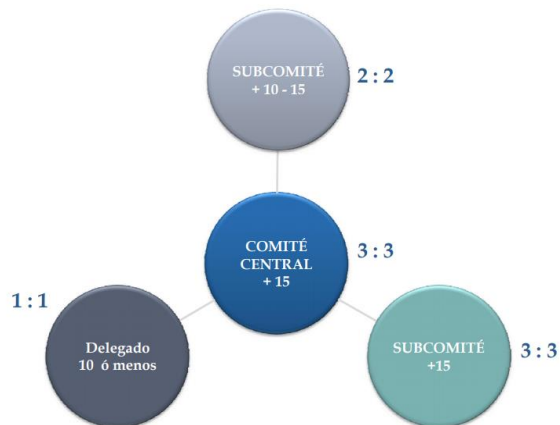 SUBCOMITÉ
+ 10 - 15
2 : 2
COMITÉ
CENTRAL
+ 15
3 : 3
1 : 1
Delegado
10 ó menos
SUBCOMITÉ
+15
3 : 3